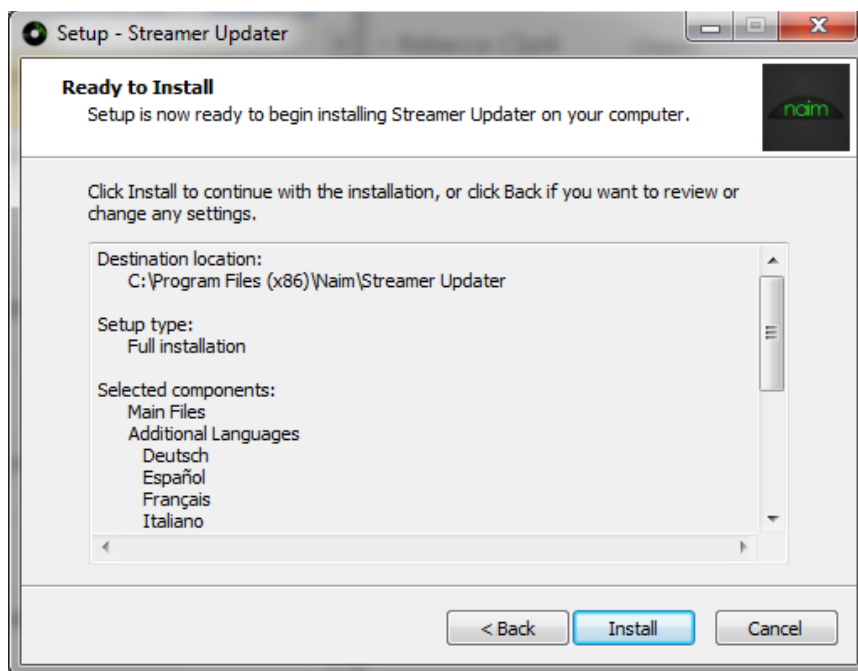 Setup - Streamer Updater
Ready to Install
Setup is now ready to begin installing Streamer Updater on your computer.
naim
Click Install to continue with the installation, or click Back if you want to review or
change any settings.
Destination location:
C:\Program Files (x86)\Naim\Streamer Updater
Setup type:
Full installation
Selected components:
Main Files
Additional Languages
Deutsch
Español
Français
Italiano
< Back
Install
Cancel